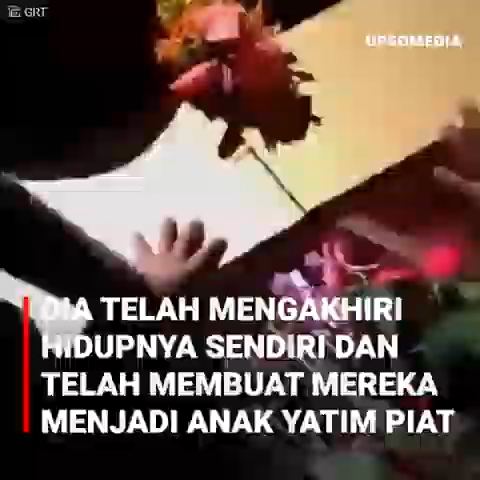 GRT
UPSOMEDIA
DIA TELAH MENGAKHIRI
HIDUPNYA SENDIRI DAN
TELAH MEMBUAT MEREKA
MENJADI ANAK YATIM PIAT